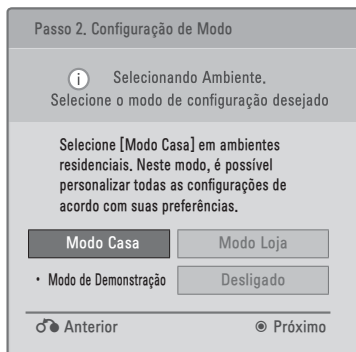 Passo 2. Configuração de Modo
i Selecionando Ambiente.
Selecione o modo de configuração desejado
Selecione [Modo Casa] em ambientes
residenciais. Neste modo, é possível
personalizar todas as configurações de
acordo com suas preferências.
Modo Casa Modo Loja
• Modo de Demonstração Desligado
Anterior Próximo